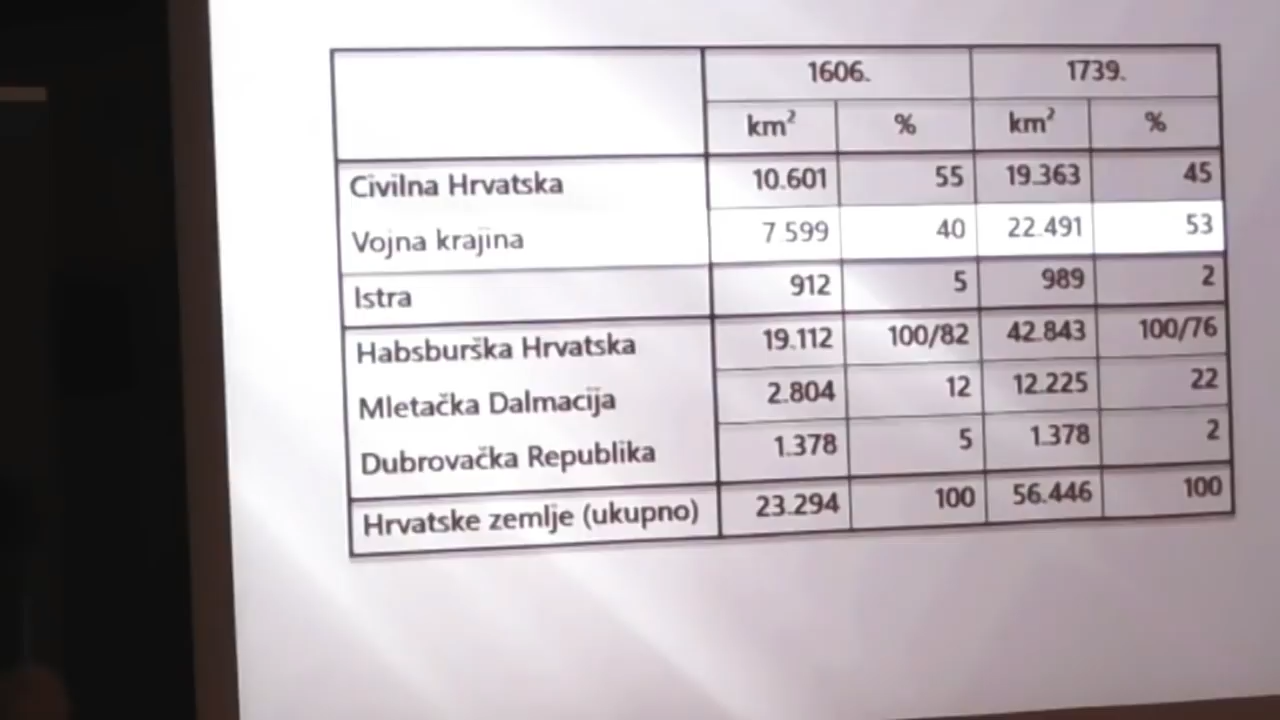 1606. 1739.
km² % km² %
Civilna Hrvatska 10.601 55 19.363 45
Vojna krajina 7.599 40 22.491 53
Istra 912 5 989 2
Habsburška Hrvatska 19.112 100/82 42.843 100/76
Mletačka Dalmacija 2.804 12 12.225 22
Dubrovačka Republika 1.378 5 1.378 2
Hrvatske zemlje (ukupno) 23.294 100 56.446 100